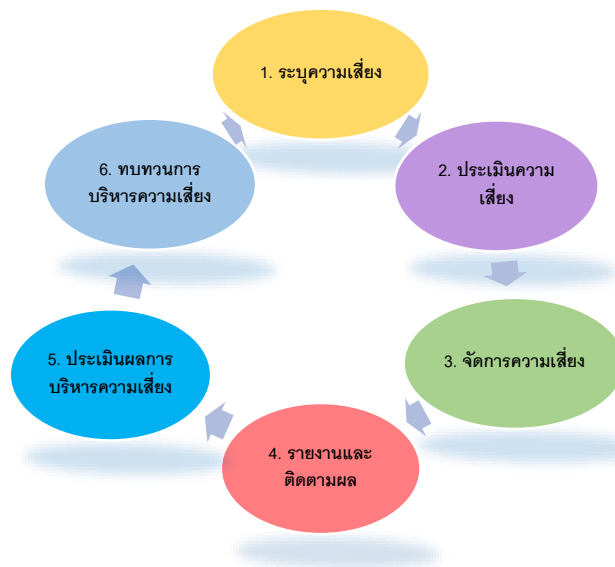 1. ระบุความเสี่ยง
2. ประเมินความ
เสี่ยง
3. จัดการความเสี่ยง
4. รายงานและ
ติดตามผล
5. ประเมินผลการ
บริหารความเสี่ยง
6. ทบทวนการ
บริหารความเสี่ยง